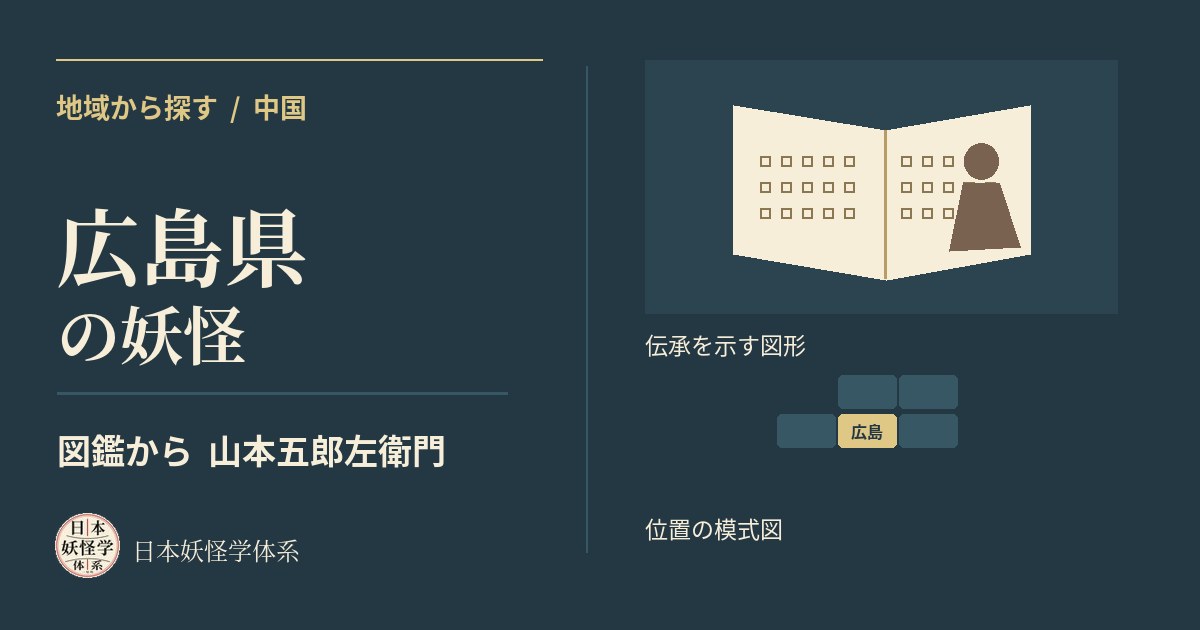 地域から探す / 中国
広島県
の妖怪
図鑑から 山本五郎左衛門
日本
妖怪学
体系
日本妖怪学体系
伝承を示す図形
広島
位置の模式図